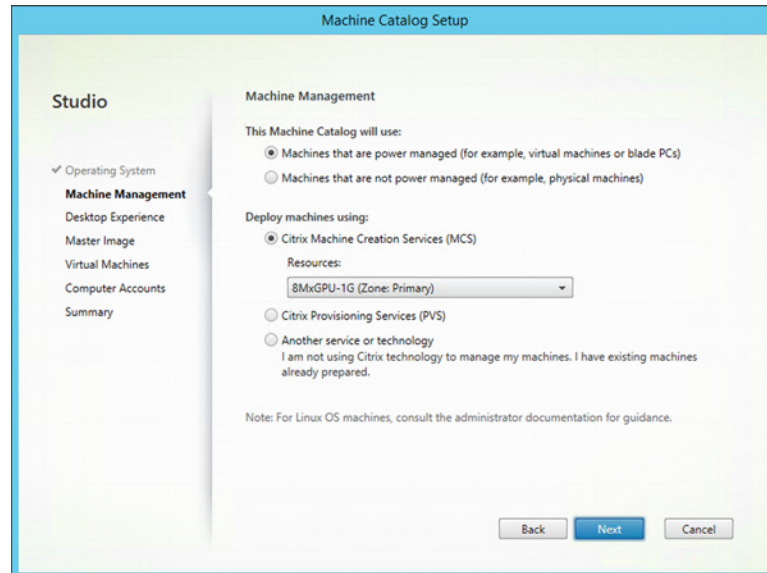 Machine Catalog Setup
Studio
Operating System
Machine Management
Desktop Experience
Master Image
Virtual Machines
Computer Accounts
Summary
Machine Management
This Machine Catalog will use:
Machines that are power managed (for example, virtual machines or blade PCs)
Machines that are not power managed (for example, physical machines)
Deploy machines using:
Citrix Machine Creation Services (MCS)
Resources:
8MxGPU-1G (Zone: Primary)
Citrix Provisioning Services (PVS)
Another service or technology
I am not using Citrix technology to manage my machines. I have existing machines
already prepared.
Note: For Linux OS machines, consult the administrator documentation for guidance.
Back
Next
Cancel